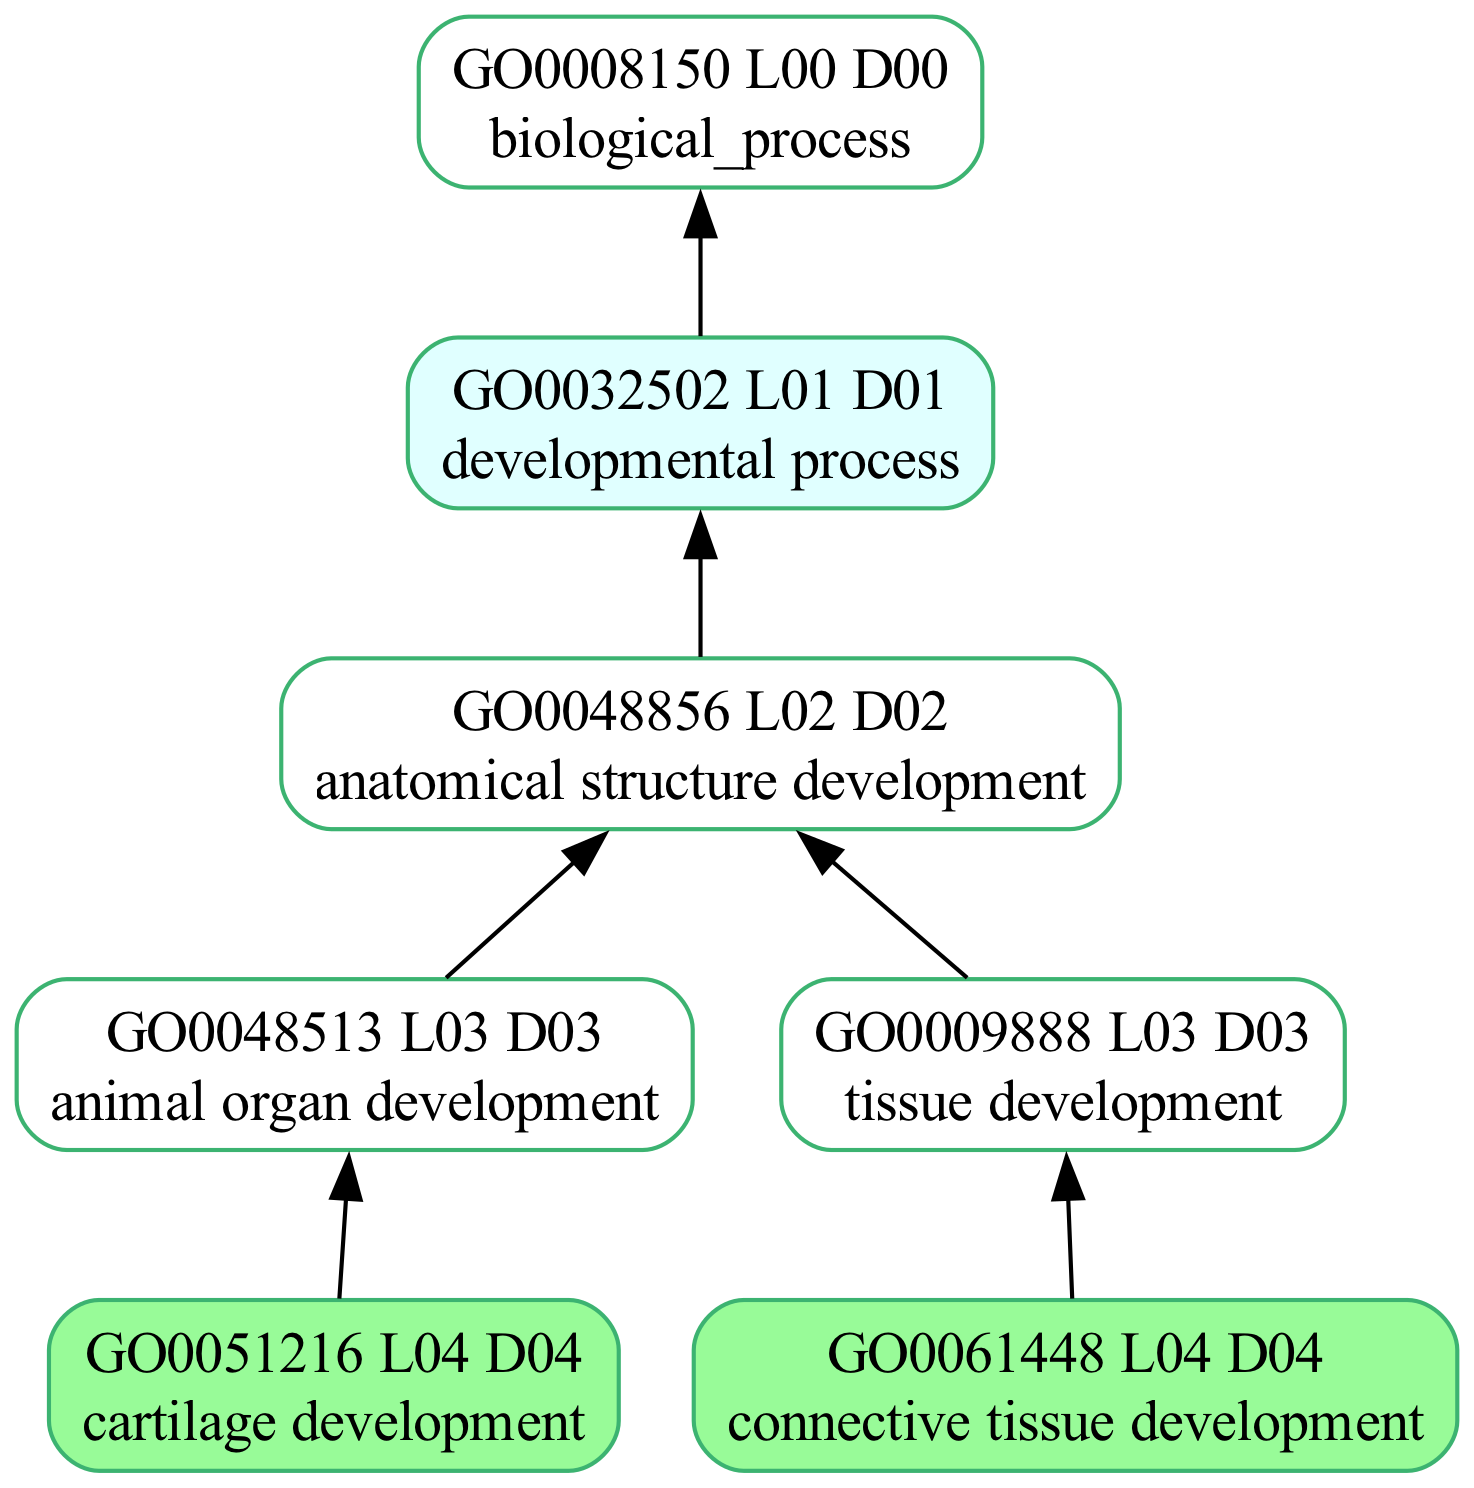 GO0008150 L00 D00
biological_process
GO0032502 L01 D01
developmental process
GO0048856 L02 D02
anatomical structure development
GO0048513 L03 D03
animal organ development
GO0009888 L03 D03
tissue development
GO0051216 L04 D04
cartilage development
GO0061448 L04 D04
connective tissue development